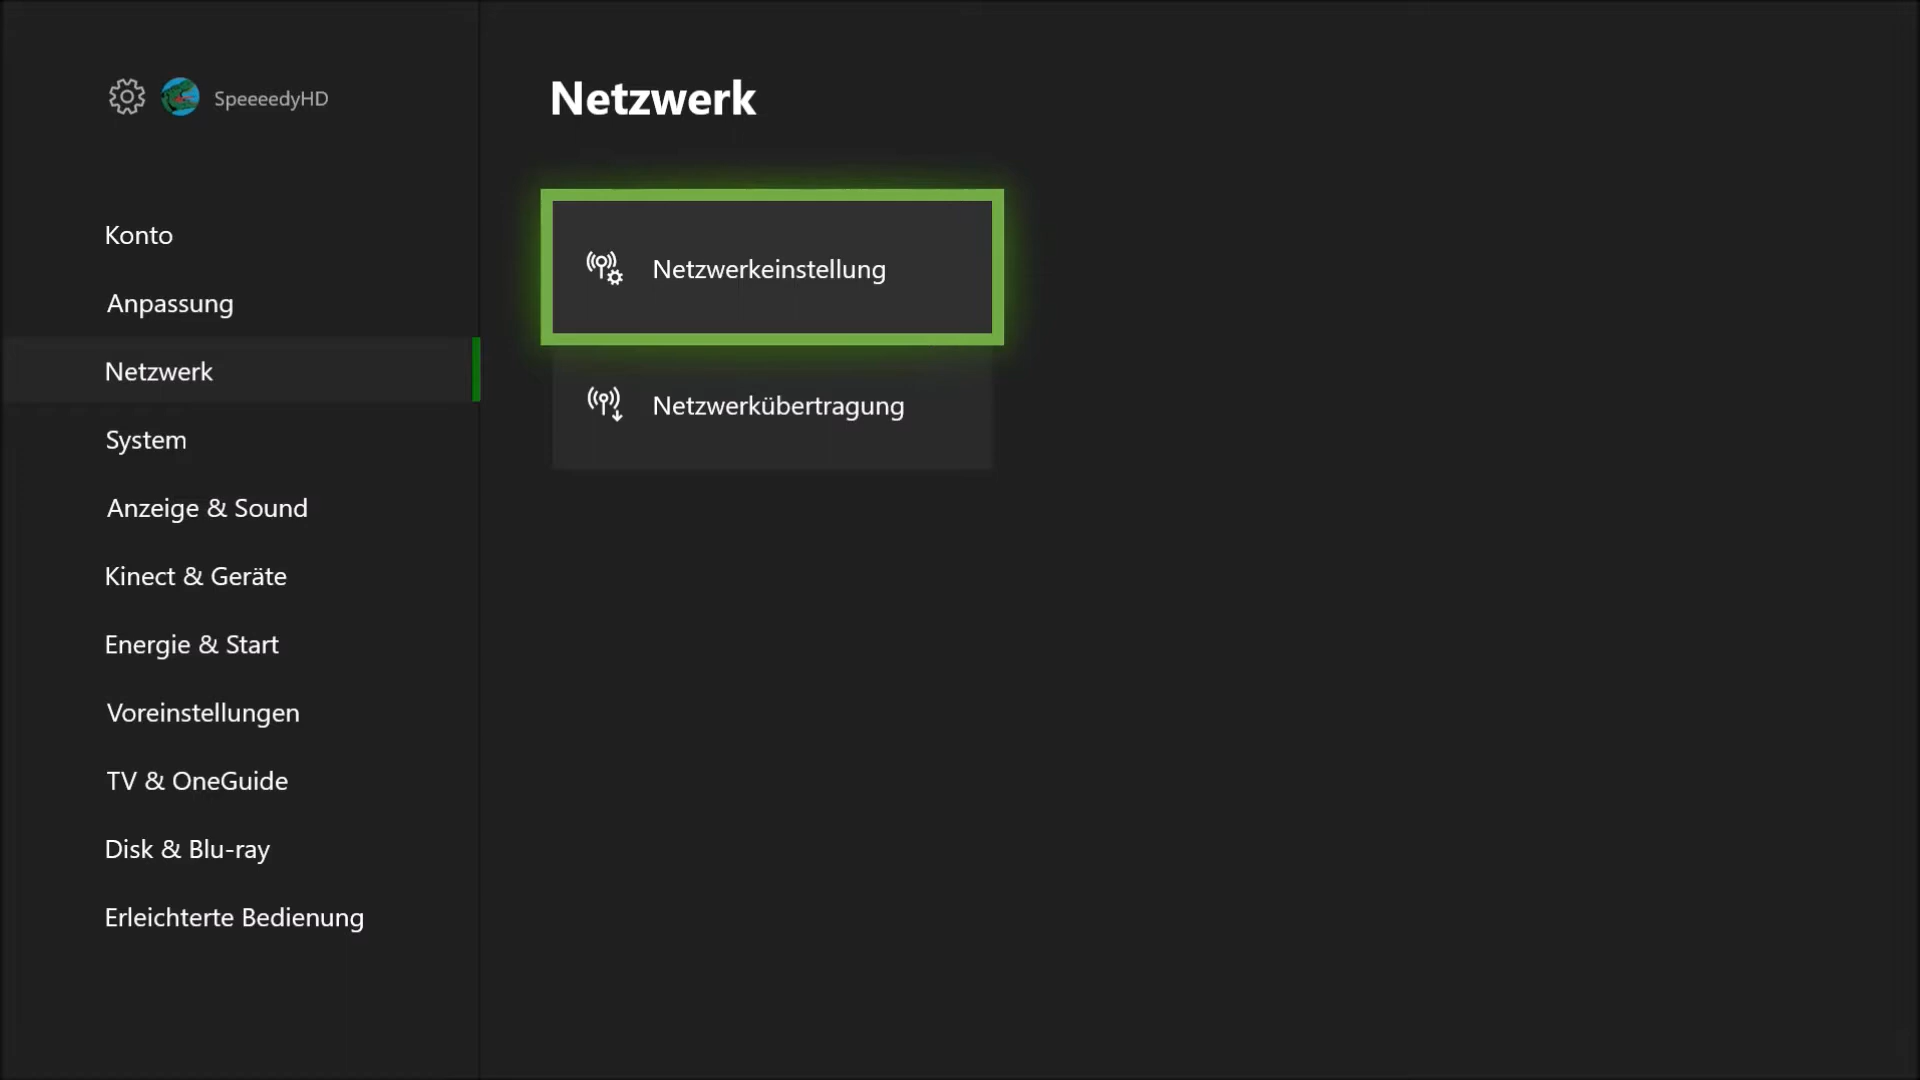 SpeeeedyHD
Konto
Anpassung
Netzwerk
System
Anzeige & Sound
Kinect & Geräte
Energie & Start
Voreinstellungen
TV & OneGuide
Disk & Blu-ray
Erleichterte Bedienung
Netzwerk
Netzwerkeinstellung
Netzwerkübertragung